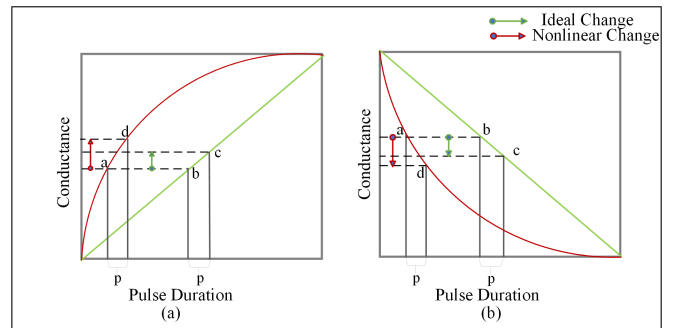 Ideal Change
Nonlinear Change
Conductance
d
a
c
b
p
p
Pulse Duration
(a)
Conductance
a
b
c
d
p
p
Pulse Duration
(b)